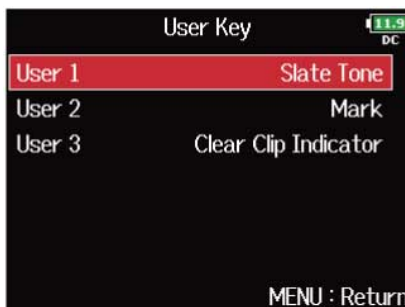 User Key
11.9
DC
User 1 Slate Tone
User 2 Mark
User 3 Clear Clip Indicator
MENU : Return